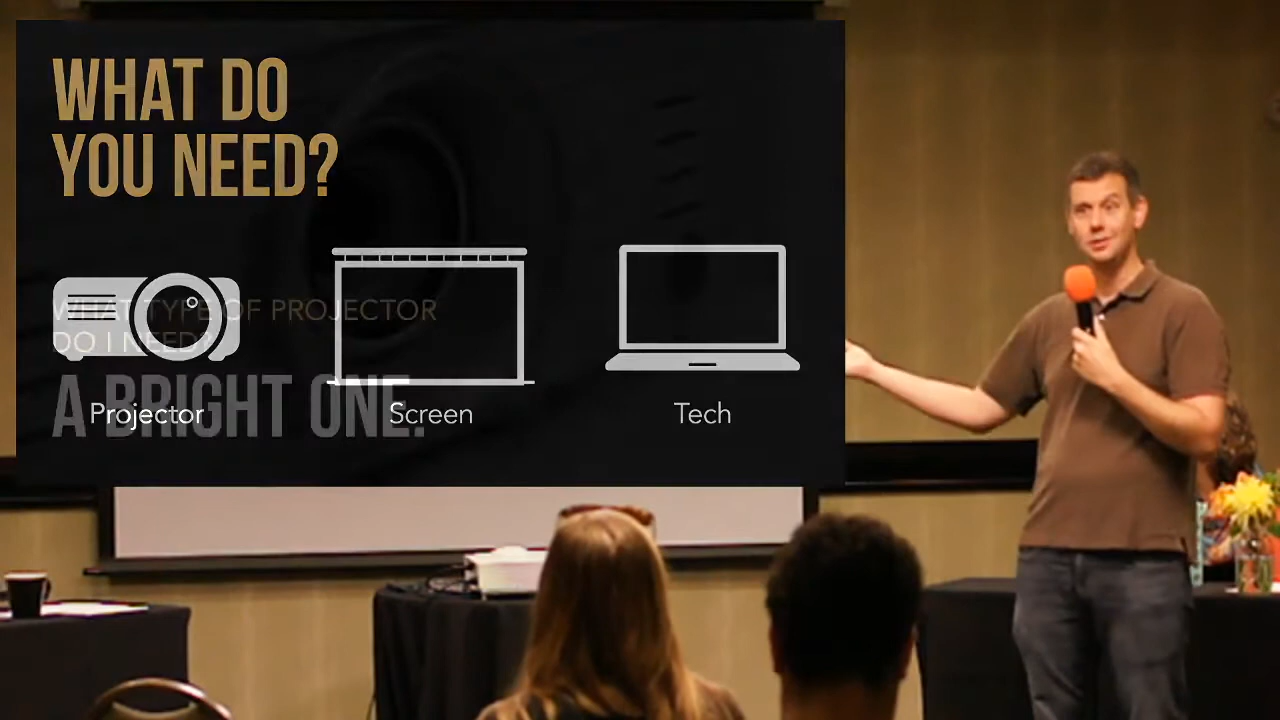 WHAT DO
YOU NEED?
WHAT TYPE OF PROJECTOR
DO I NEED?
A BRIGHT ONE.
Projector
Screen
Tech